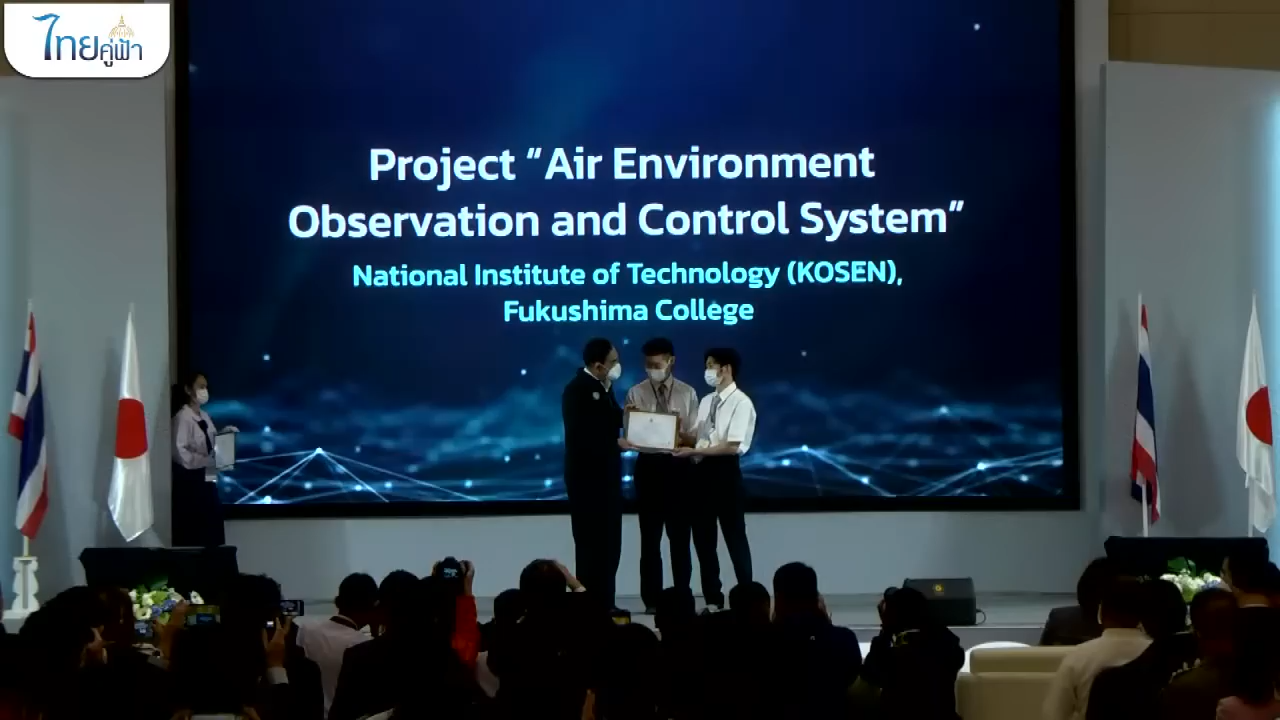 ไทยคู่ฟ้า
Project “Air Environment
Observation and Control System”
National Institute of Technology (KOSEN),
Fukushima College